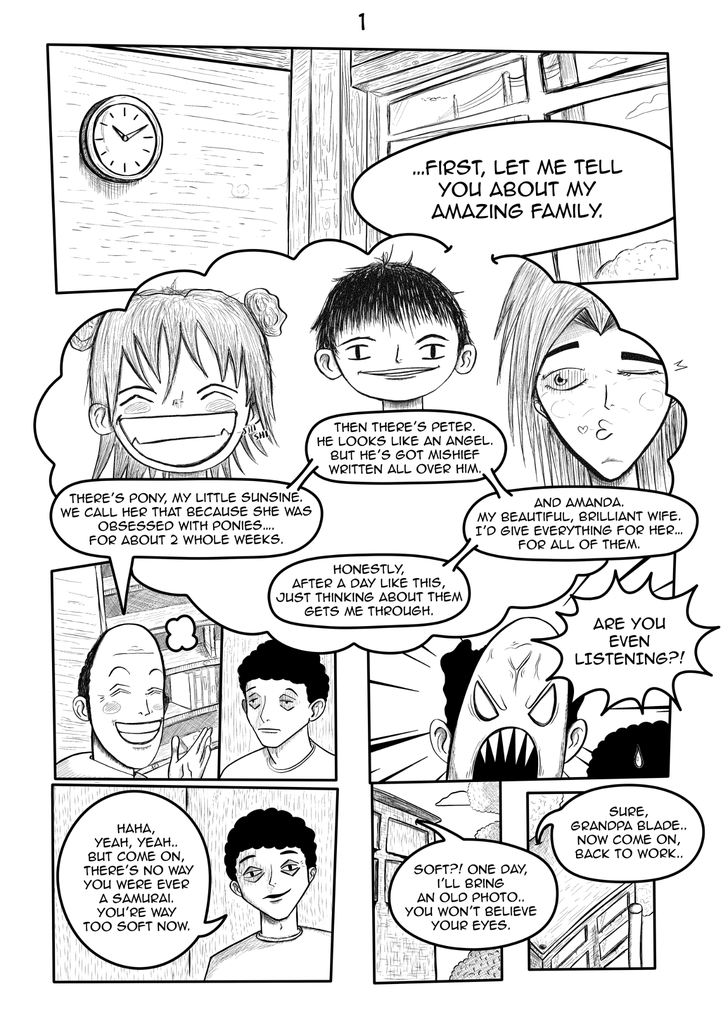 1
...FIRST, LET ME TELL
YOU ABOUT MY
AMAZING FAMILY.
THEN THERE'S PETER.
HE LOOKS LIKE AN ANGEL.
BUT HE'S GOT MISHIEF
WRITTEN ALL OVER HIM.
SHI
SHI
THERE'S PONY, MY LITTLE SUNSINE.
WE CALL HER THAT BECAUSE SHE WAS
OBSESSED WITH PONIES....
FOR ABOUT 2 WHOLE WEEKS.
AND AMANDA.
MY BEAUTIFUL, BRILLIANT WIFE.
I'D GIVE EVERYTHING FOR HER...
FOR ALL OF THEM.
HONESTLY,
AFTER A DAY LIKE THIS,
JUST THINKING ABOUT THEM
GETS ME THROUGH.
ARE YOU
EVEN
LISTENING?!
HAHA,
YEAH, YEAH..
BUT COME ON,
THERE'S NO WAY
YOU WERE EVER
A SAMURAI.
YOU'RE WAY
TOO SOFT NOW.
SOFT?! ONE DAY,
I'LL BRING
AN OLD PHOTO..
YOU WON'T BELIEVE
YOUR EYES.
SURE,
GRANDPA BLADE..
NOW COME ON,
BACK TO WORK..